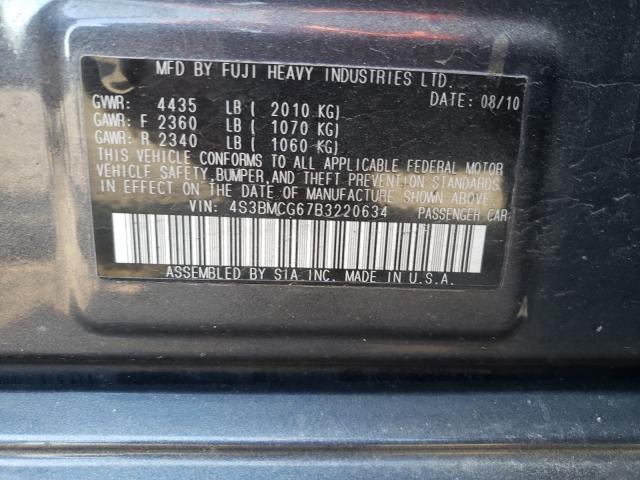 MFD BY FUJI HEAVY INDUSTRIES LTD.
DATE: 08/10
GVWR: 4435 LB ( 2010 KG)
GAWR: F 2360 LB ( 1070 KG)
GAWR: R 2340 LB ( 1060 KG)
THIS VEHICLE CONFORMS TO ALL APPLICABLE FEDERAL MOTOR
VEHICLE SAFETY, BUMPER, AND THEFT PREVENTION STANDARDS
IN EFFECT ON THE DATE OF MANUFACTURE SHOWN ABOVE.
VIN: 4S3BMCG67B3220634 PASSENGER CAR
ASSEMBLED BY SIA, INC. MADE IN U.S.A.